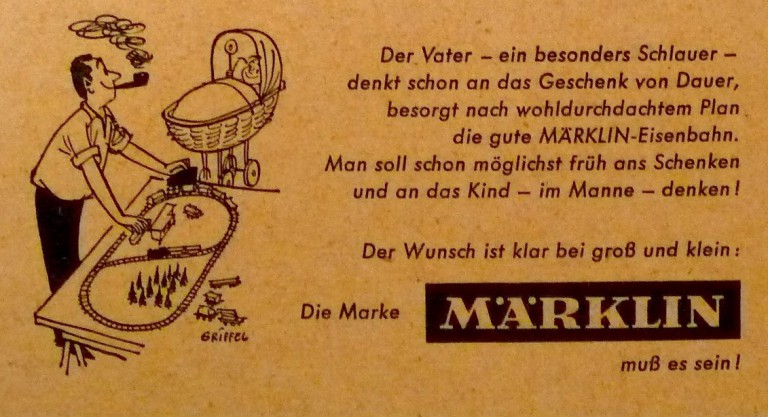 Der Vater – ein besonders Schlauer –
denkt schon an das Geschenk von Dauer,
besorgt nach wohldurchdachtem Plan
die gute MÄRKLIN-Eisenbahn.
Man soll schon möglichst früh ans Schenken
und an das Kind – im Manne – denken!
Der Wunsch ist klar bei groß und klein:
Die Marke MÄRKLIN
muß es sein!
GRIFFEL